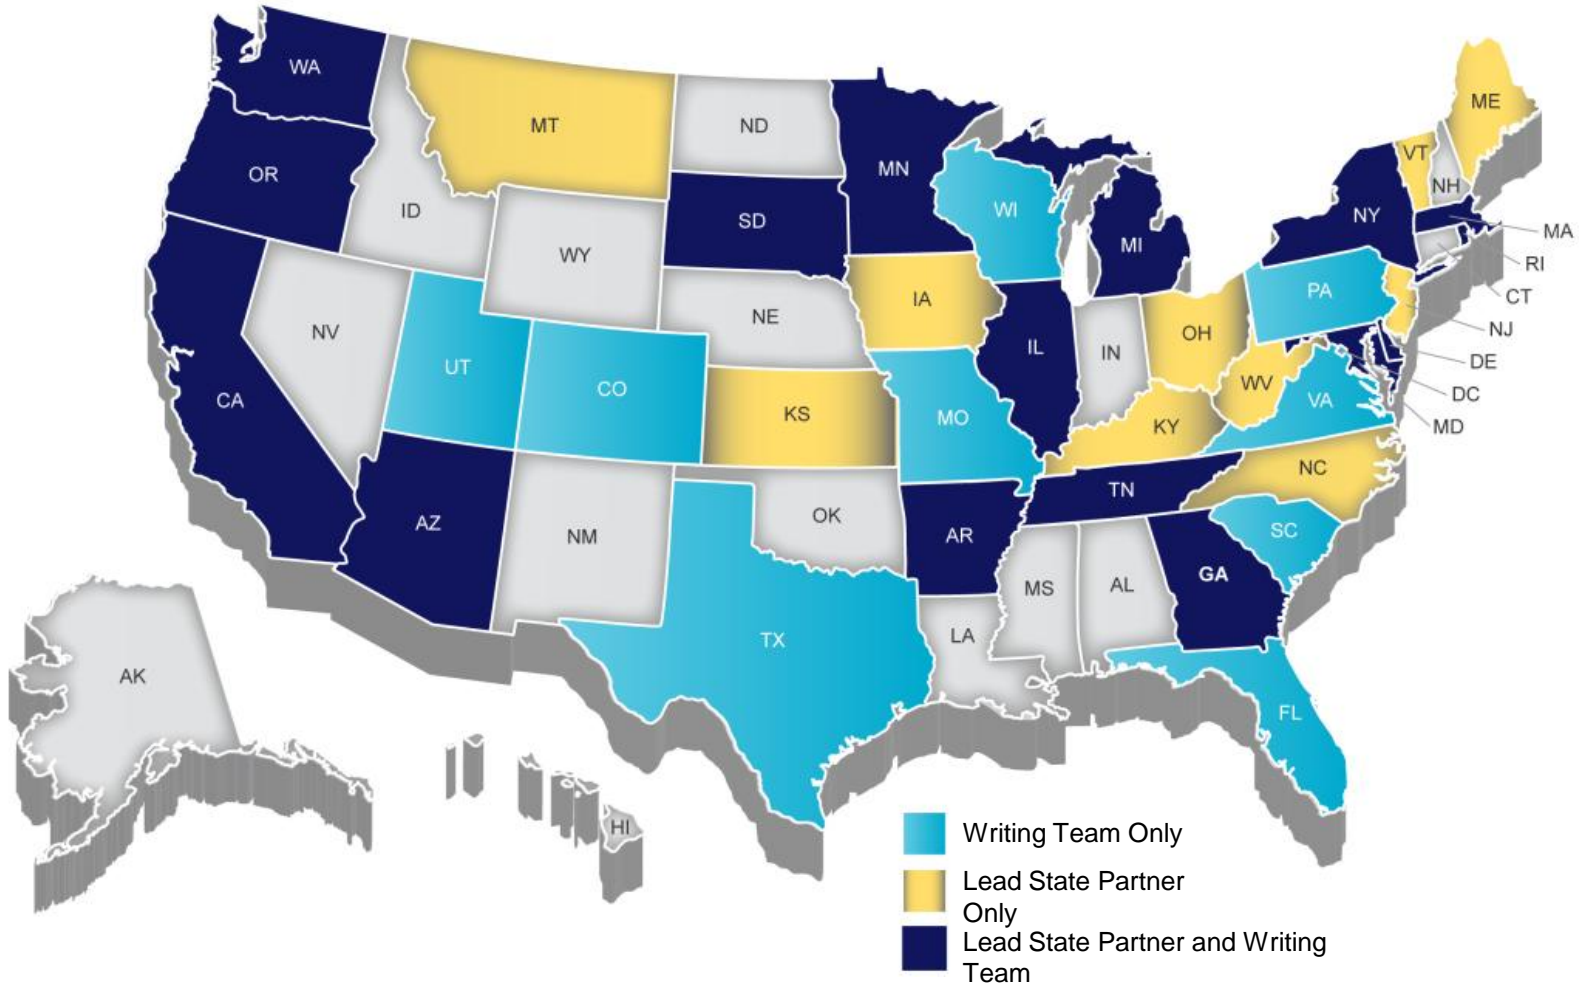 WA
MT
ND
MN
ME
VT
NH
OR
ID
SD
WI
MI
NY
MA
RI
WY
IA
PA
CT
NV
NE
IL
IN
OH
NJ
UT
CO
KS
MO
WV
VA
DE
DC
CA
KY
MD
AZ
NM
OK
AR
TN
NC
SC
MS
AL
GA
TX
LA
AK
FL
HI
Writing Team Only
Lead State Partner
Only
Lead State Partner and Writing
Team